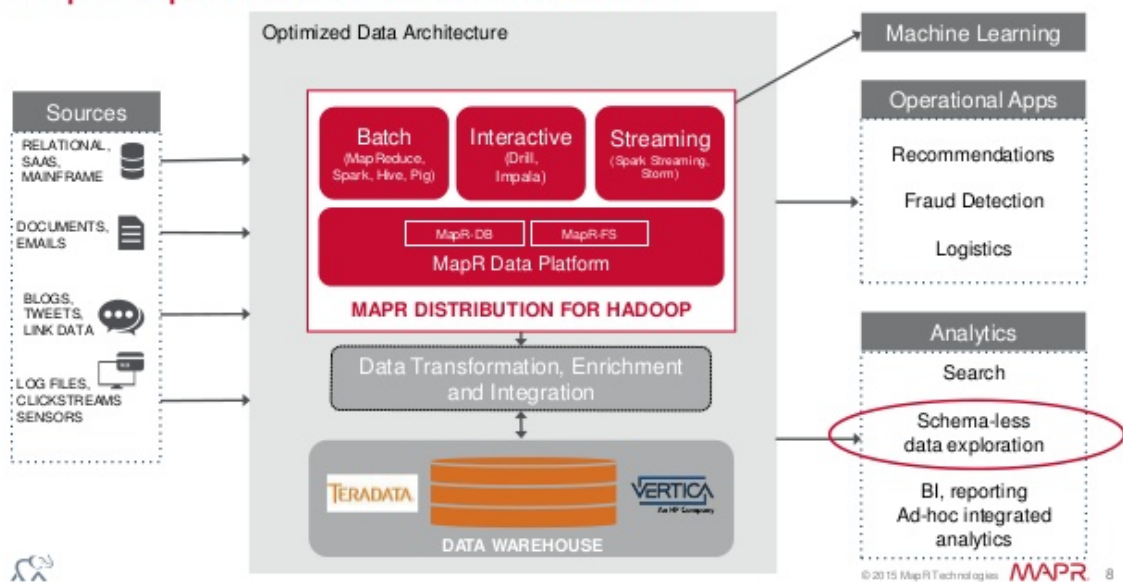 Optimized Data Architecture
Sources
RELATIONAL,
SAAS,
MAINFRAME
DOCUMENTS,
EMAILS
BLOGS,
TWEETS,
LINK DATA
LOG FILES,
CLICKSTREAMS
SENSORS
Batch
(Map Reduce,
Spark, Hive, Pig)
Interactive
(Drill,
Impala)
Streaming
(Spark Streaming,
Storm)
MapR-DB
MapR-FS
MapR Data Platform
MAPR DISTRIBUTION FOR HADOOP
Data Transformation, Enrichment
and Integration
TERADATA
VERTICA
An HP Company
DATA WAREHOUSE
Machine Learning
Operational Apps
Recommendations
Fraud Detection
Logistics
Analytics
Search
Schema-less
data exploration
BI, reporting
Ad-hoc integrated
analytics
© 2015 MapR Technologies
MAPR
8